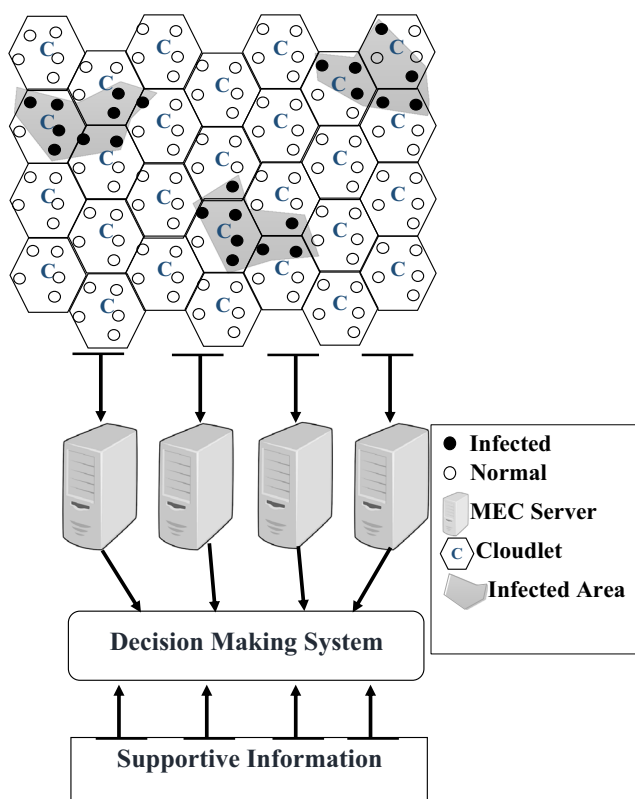 C C C C
C C C
C C C C
C C C
C C C C
C C C
C C C C
C C C
Infected
Normal
MEC Server
C Cloudlet
Infected Area
Decision Making System
Supportive Information